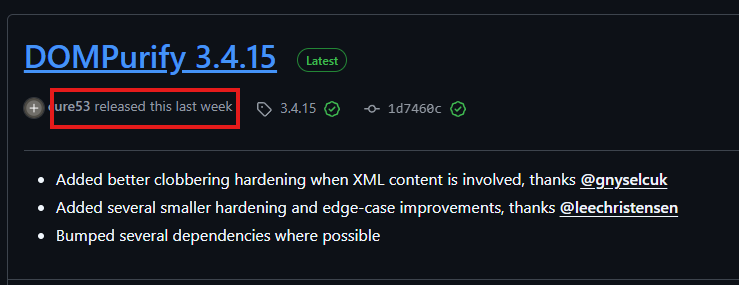 DOMPurify 3.4.15 Latest
cure53 released this last week 3.4.15 1d7460c
Added better clobbering hardening when XML content is involved, thanks @gnyselcuk
Added several smaller hardening and edge-case improvements, thanks @leechristensen
Bumped several dependencies where possible